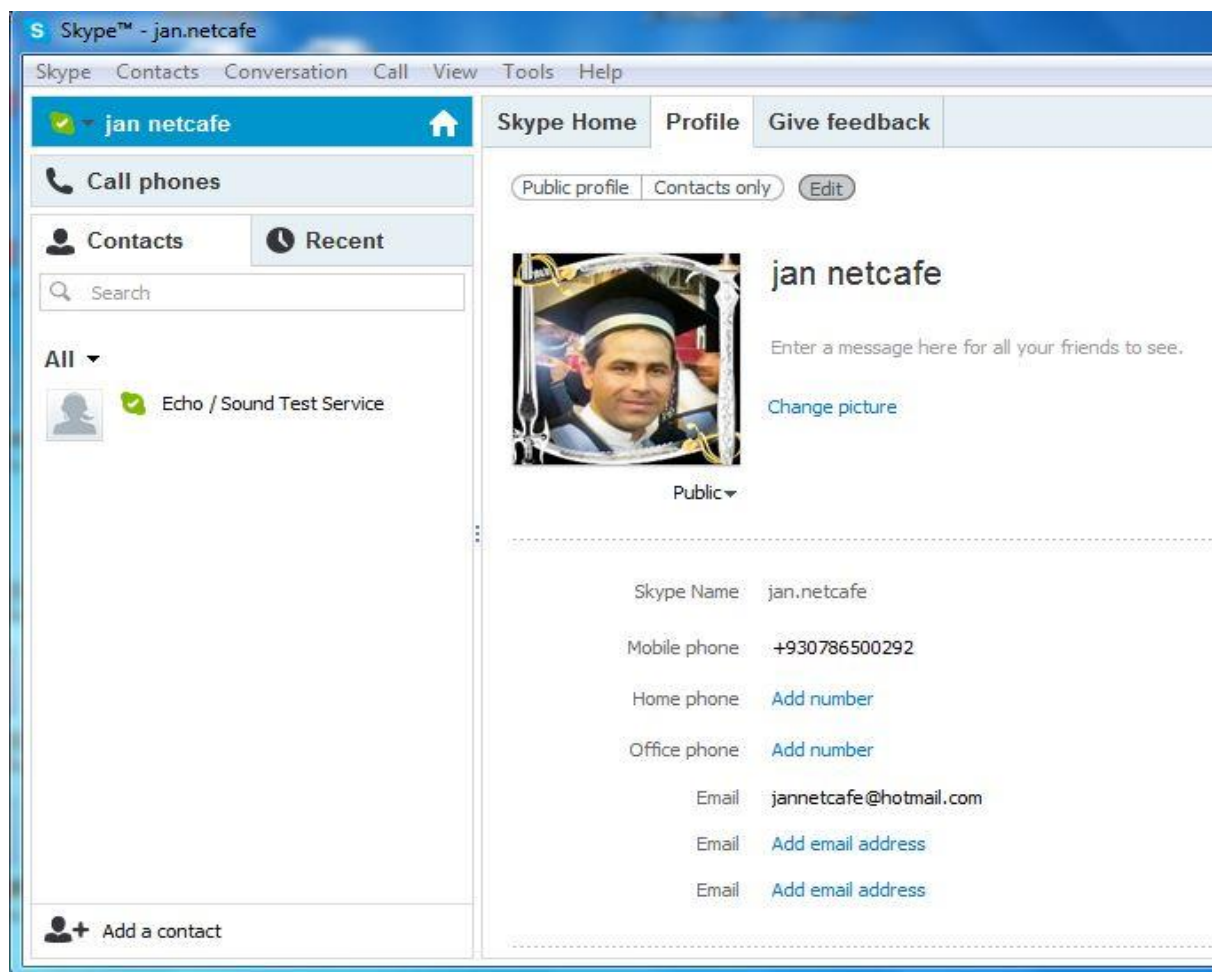 Skype™ - jan.netcafe
Skype Contacts Conversation Call View Tools Help
jan netcafe
Call phones
Contacts Recent
Search
All
Echo / Sound Test Service
Add a contact
Skype Home Profile Give feedback
Public profile Contacts only Edit
jan netcafe
Enter a message here for all your friends to see.
Change picture
Public
Skype Name jan.netcafe
Mobile phone +930786500292
Home phone Add number
Office phone Add number
Email jannetcafe@hotmail.com
Email Add email address
Email Add email address